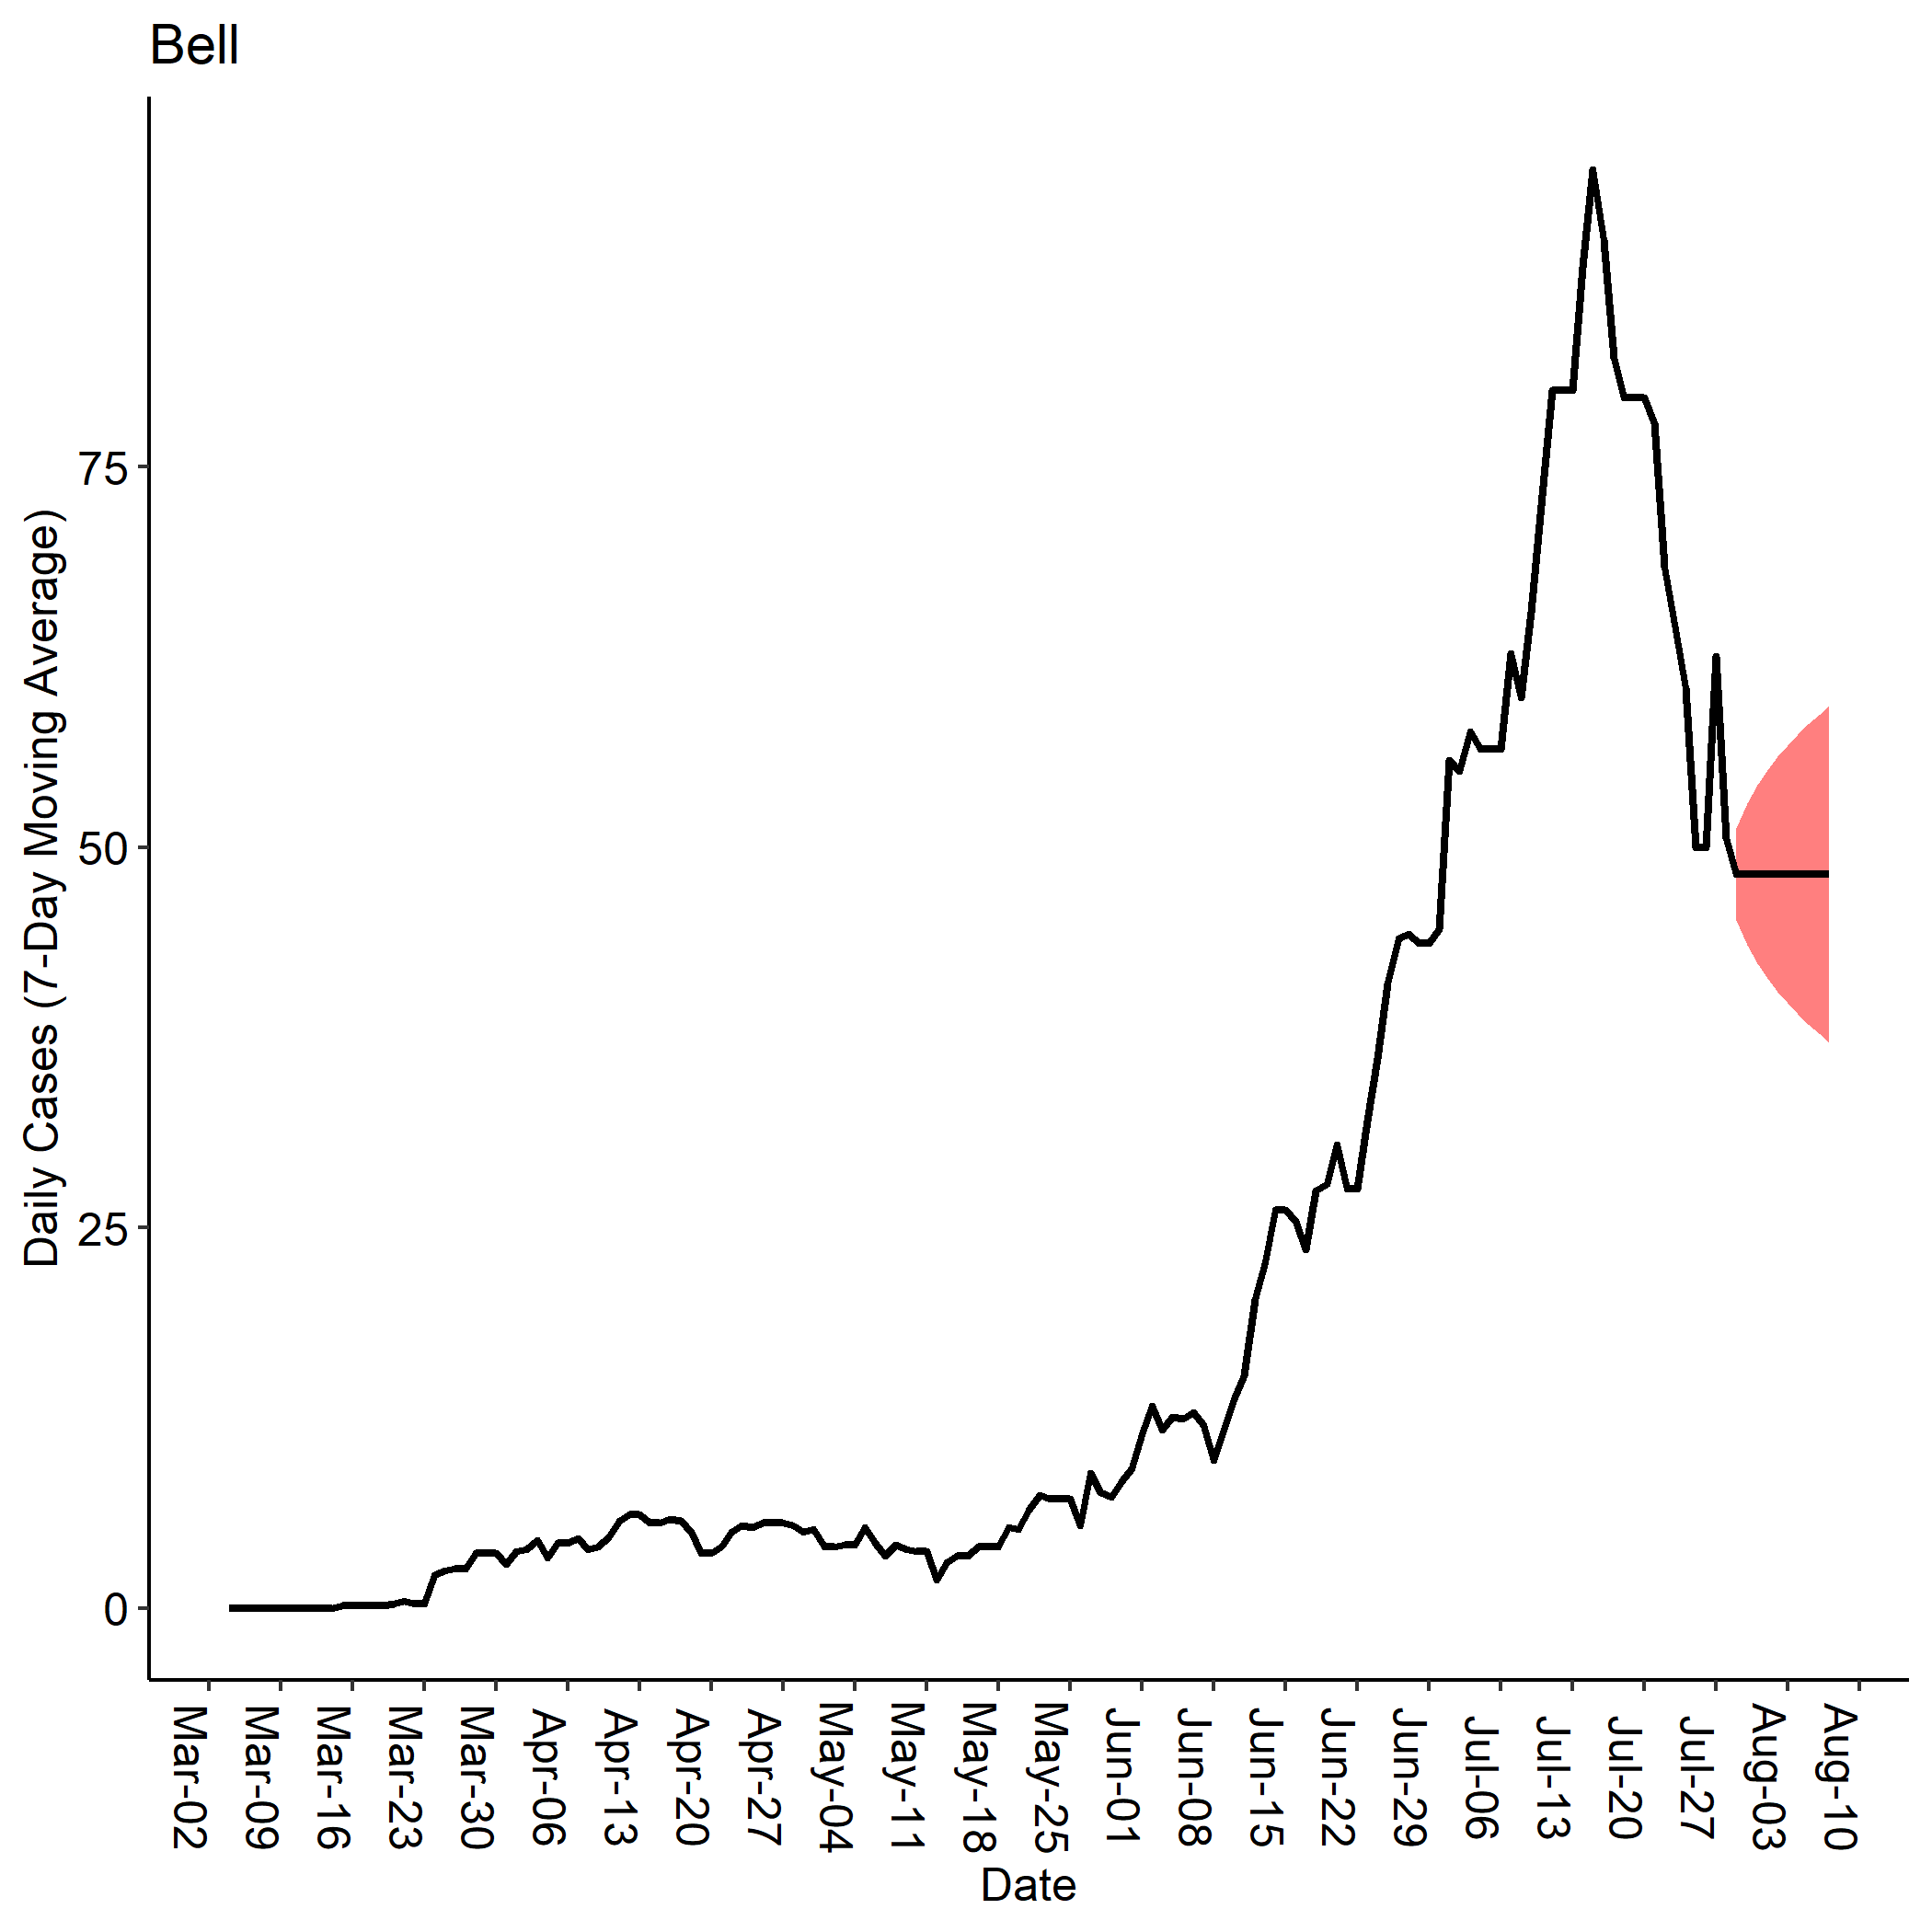 Bell
Daily Cases (7-Day Moving Average)
75
50
25
0
Mar-02
Mar-09
Mar-16
Mar-23
Mar-30
Apr-06
Apr-13
Apr-20
Apr-27
May-04
May-11
May-18
May-25
Jun-01
Jun-08
Jun-15
Jun-22
Jun-29
Jul-06
Jul-13
Jul-20
Jul-27
Aug-03
Aug-10
Date